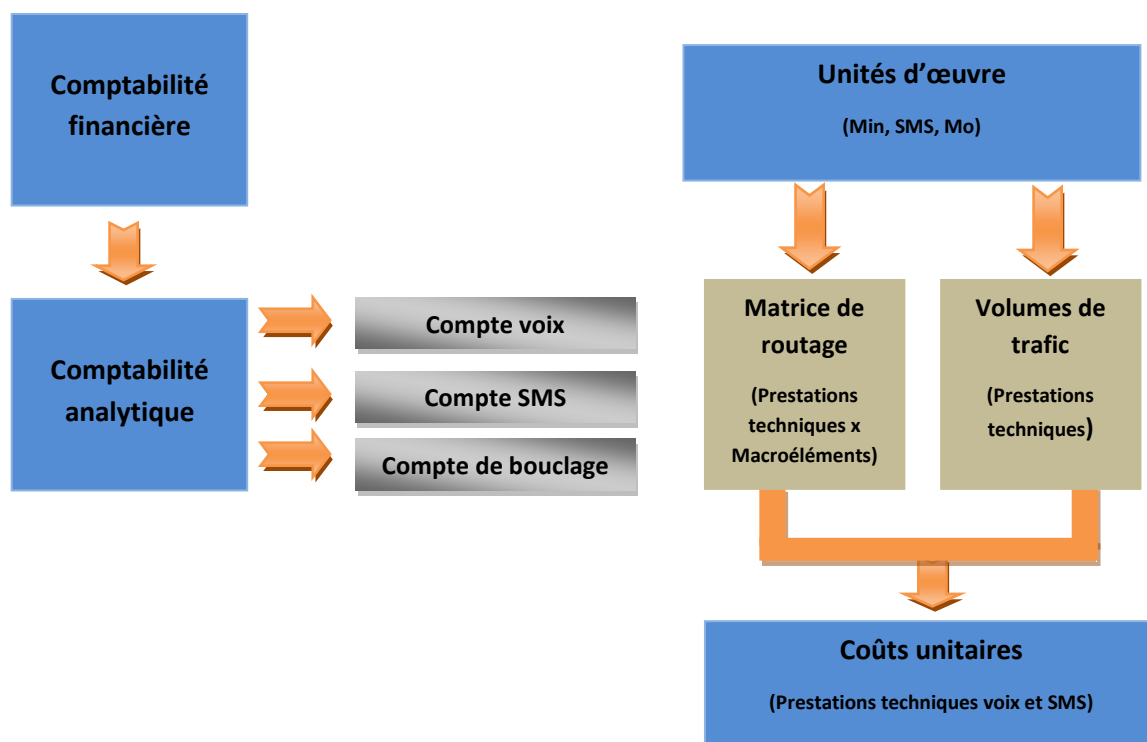 Comptabilité
financière
Comptabilité
analytique
Compte voix
Compte SMS
Compte de bouclage
Unités d’œuvre
(Min, SMS, Mo)
Matrice de
routage
(Prestations
techniques x
Macroéléments)
Volumes de
trafic
(Prestations
techniques)
Coûts unitaires
(Prestations techniques voix et SMS)